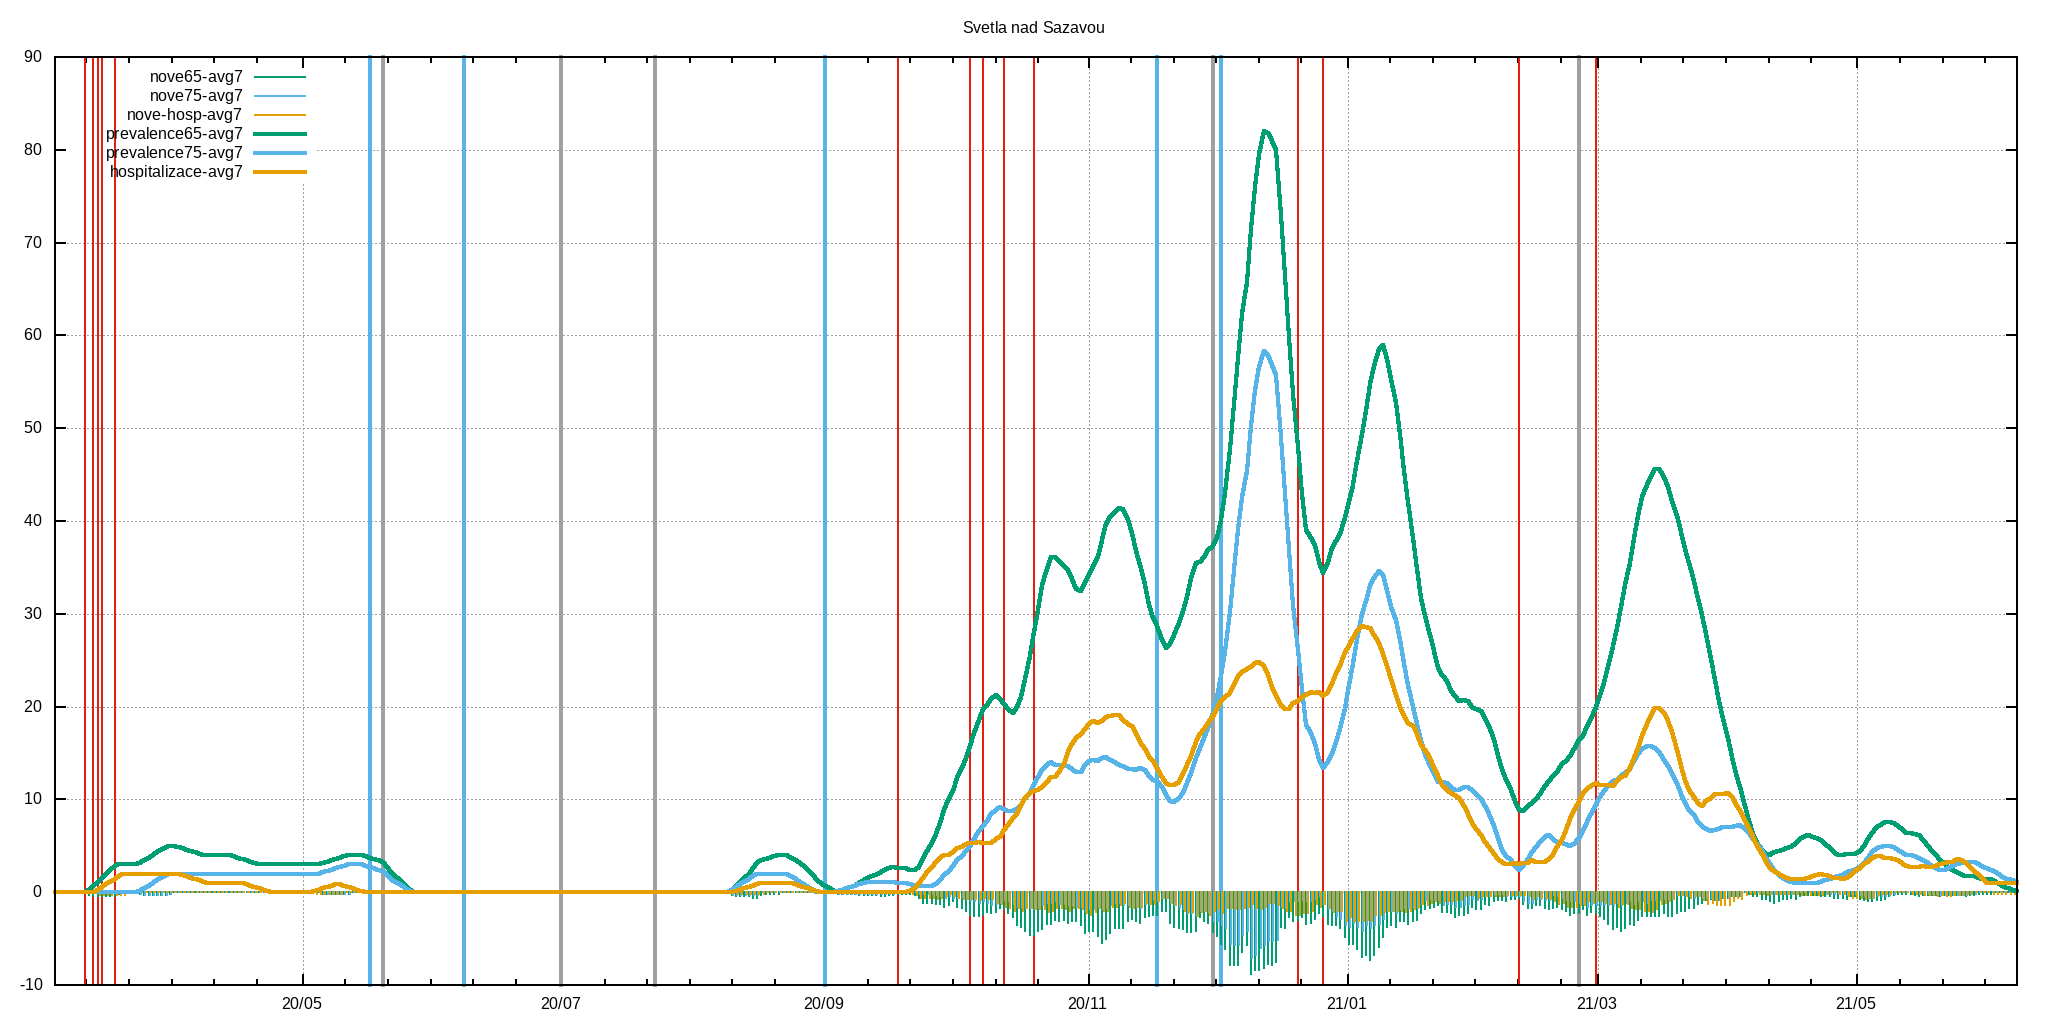 Svetla nad Sazavou
90
80
70
60
50
40
30
20
10
0
-10
nove65-avg7
nove75-avg7
nove-hosp-avg7
prevalence65-avg7
prevalence75-avg7
hospitalizace-avg7
20/05 20/07 20/09 20/11 21/01 21/03 21/05